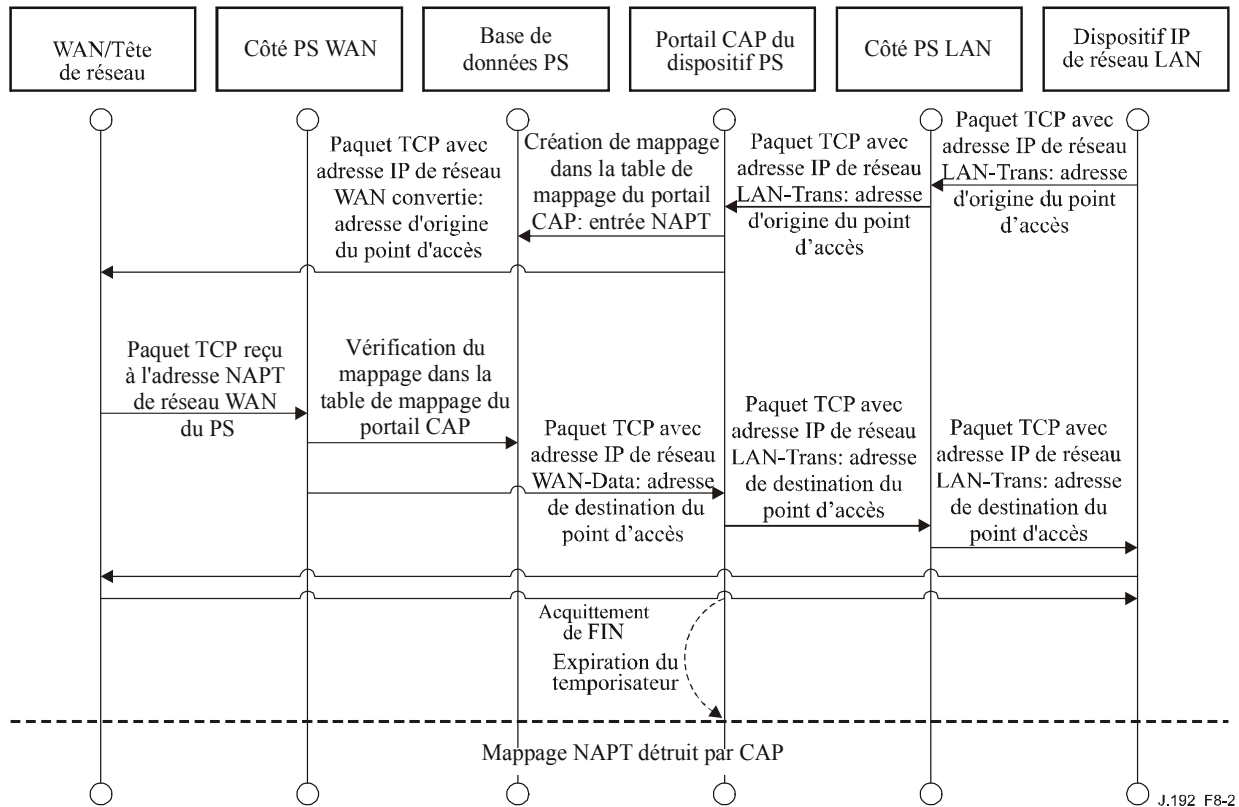 WAN/Tête
de réseau
Côté PS WAN
Base de
données PS
Portail CAP du
dispositif PS
Côté PS LAN
Dispositif IP
de réseau LAN
Paquet TCP avec
adresse IP de réseau
WAN convertie:
adresse d'origine
du point d'accès
Création de mappage
dans la table de
mappage du portail
CAP: entrée NAPT
Paquet TCP avec
adresse IP de réseau
LAN-Trans: adresse
d'origine du point
d’accès
Paquet TCP avec
adresse IP de réseau
LAN-Trans: adresse
d'origine du point
d’accès
Paquet TCP reçu
à l'adresse NAPT
de réseau WAN
du PS
Vérification du
mappage dans la
table de mappage du
portail CAP
Paquet TCP avec
adresse IP de réseau
WAN-Data: adresse
de destination du
point d’accès
Paquet TCP avec
adresse IP de réseau
LAN-Trans: adresse
de destination du
point d’accès
Paquet TCP avec
adresse IP de réseau
LAN-Trans: adresse
de destination du
point d'accès
Acquittement
de FIN
Expiration du
temporisateur
Mappage NAPT détruit par CAP
J.192_F8-2